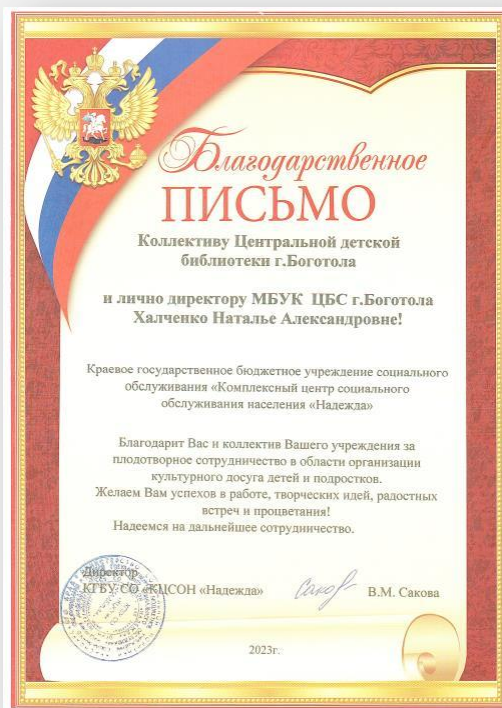 Благодарственное
ПИСЬМО
Коллективу Центральной детской
библиотеки г.Боготола
и лично директору МБУК ЦБС г.Боготола
Халченко Наталье Александровне!
Краевое государственное бюджетное учреждение социального
обслуживания «Комплексный центр социального
обслуживания населения «Надежда»
Благодарит Вас и коллектив Вашего учреждения за
плодотворное сотрудничество в области организации
культурного досуга детей и подростков.
Желаем Вам успехов в работе, творческих идей, радостных
встреч и процветания!
Надеемся на дальнейшее сотрудничество.
Директор
КГБУ СО «КЦСОН «Надежда» В.М. Сакова
2023г.